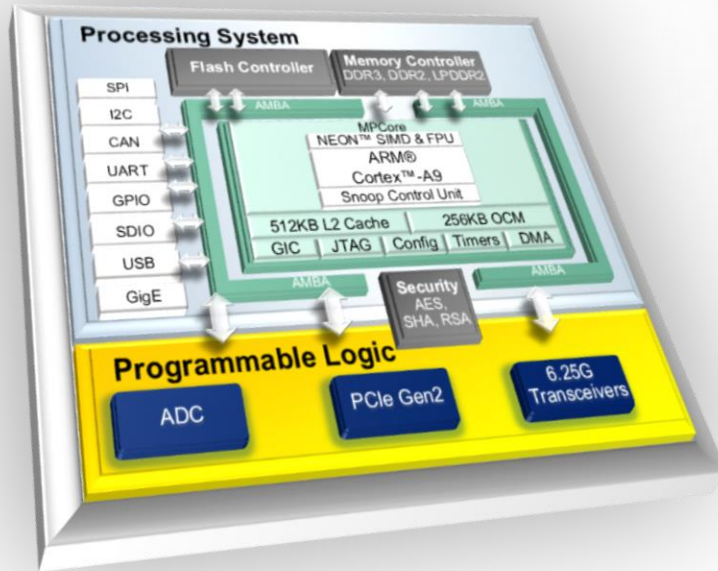 Processing System
Flash Controller
Memory Controller
DDR3, DDR2, LPDDR2
SPI
I2C
CAN
UART
GPIO
SDIO
USB
GigE
AMBA
AMBA
MPCore
NEON™ SIMD & FPU
ARM®
Cortex™-A9
Snoop Control Unit
512KB L2 Cache
256KB OCM
GIC
JTAG
Config
Timers
DMA
AMBA
AMBA
Security
AES,
SHA, RSA
Programmable Logic
ADC
PCIe Gen2
6.25G
Transceivers